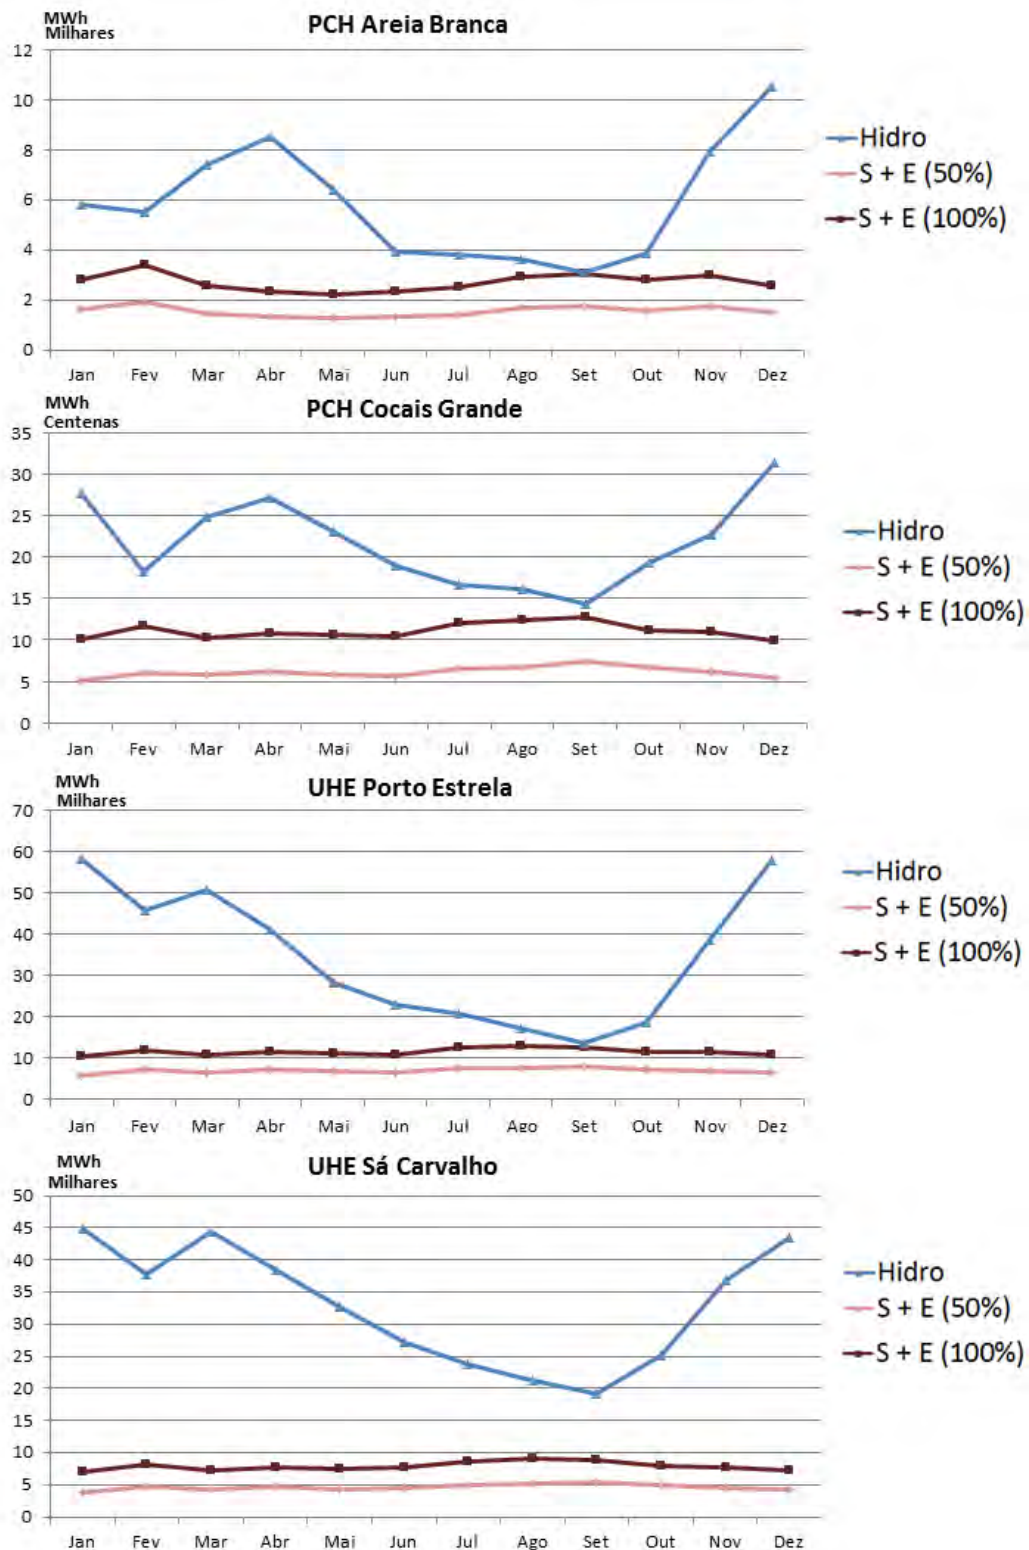 MWh
Milhares
PCH Areia Branca
12
10
8
6
4
2
0
Jan Fev Mar Abr Mai Jun Jul Ago Set Out Nov Dez
Hidro
S + E (50%)
S + E (100%)
MWh
Centenas
PCH Cocais Grande
35
30
25
20
15
10
5
0
Jan Fev Mar Abr Mai Jun Jul Ago Set Out Nov Dez
Hidro
S + E (50%)
S + E (100%)
MWh
Milhares
UHE Porto Estrela
70
60
50
40
30
20
10
0
Jan Fev Mar Abr Mai Jun Jul Ago Set Out Nov Dez
Hidro
S + E (50%)
S + E (100%)
MWh
Milhares
UHE Sá Carvalho
50
45
40
35
30
25
20
15
10
5
0
Jan Fev Mar Abr Mai Jun Jul Ago Set Out Nov Dez
Hidro
S + E (50%)
S + E (100%)